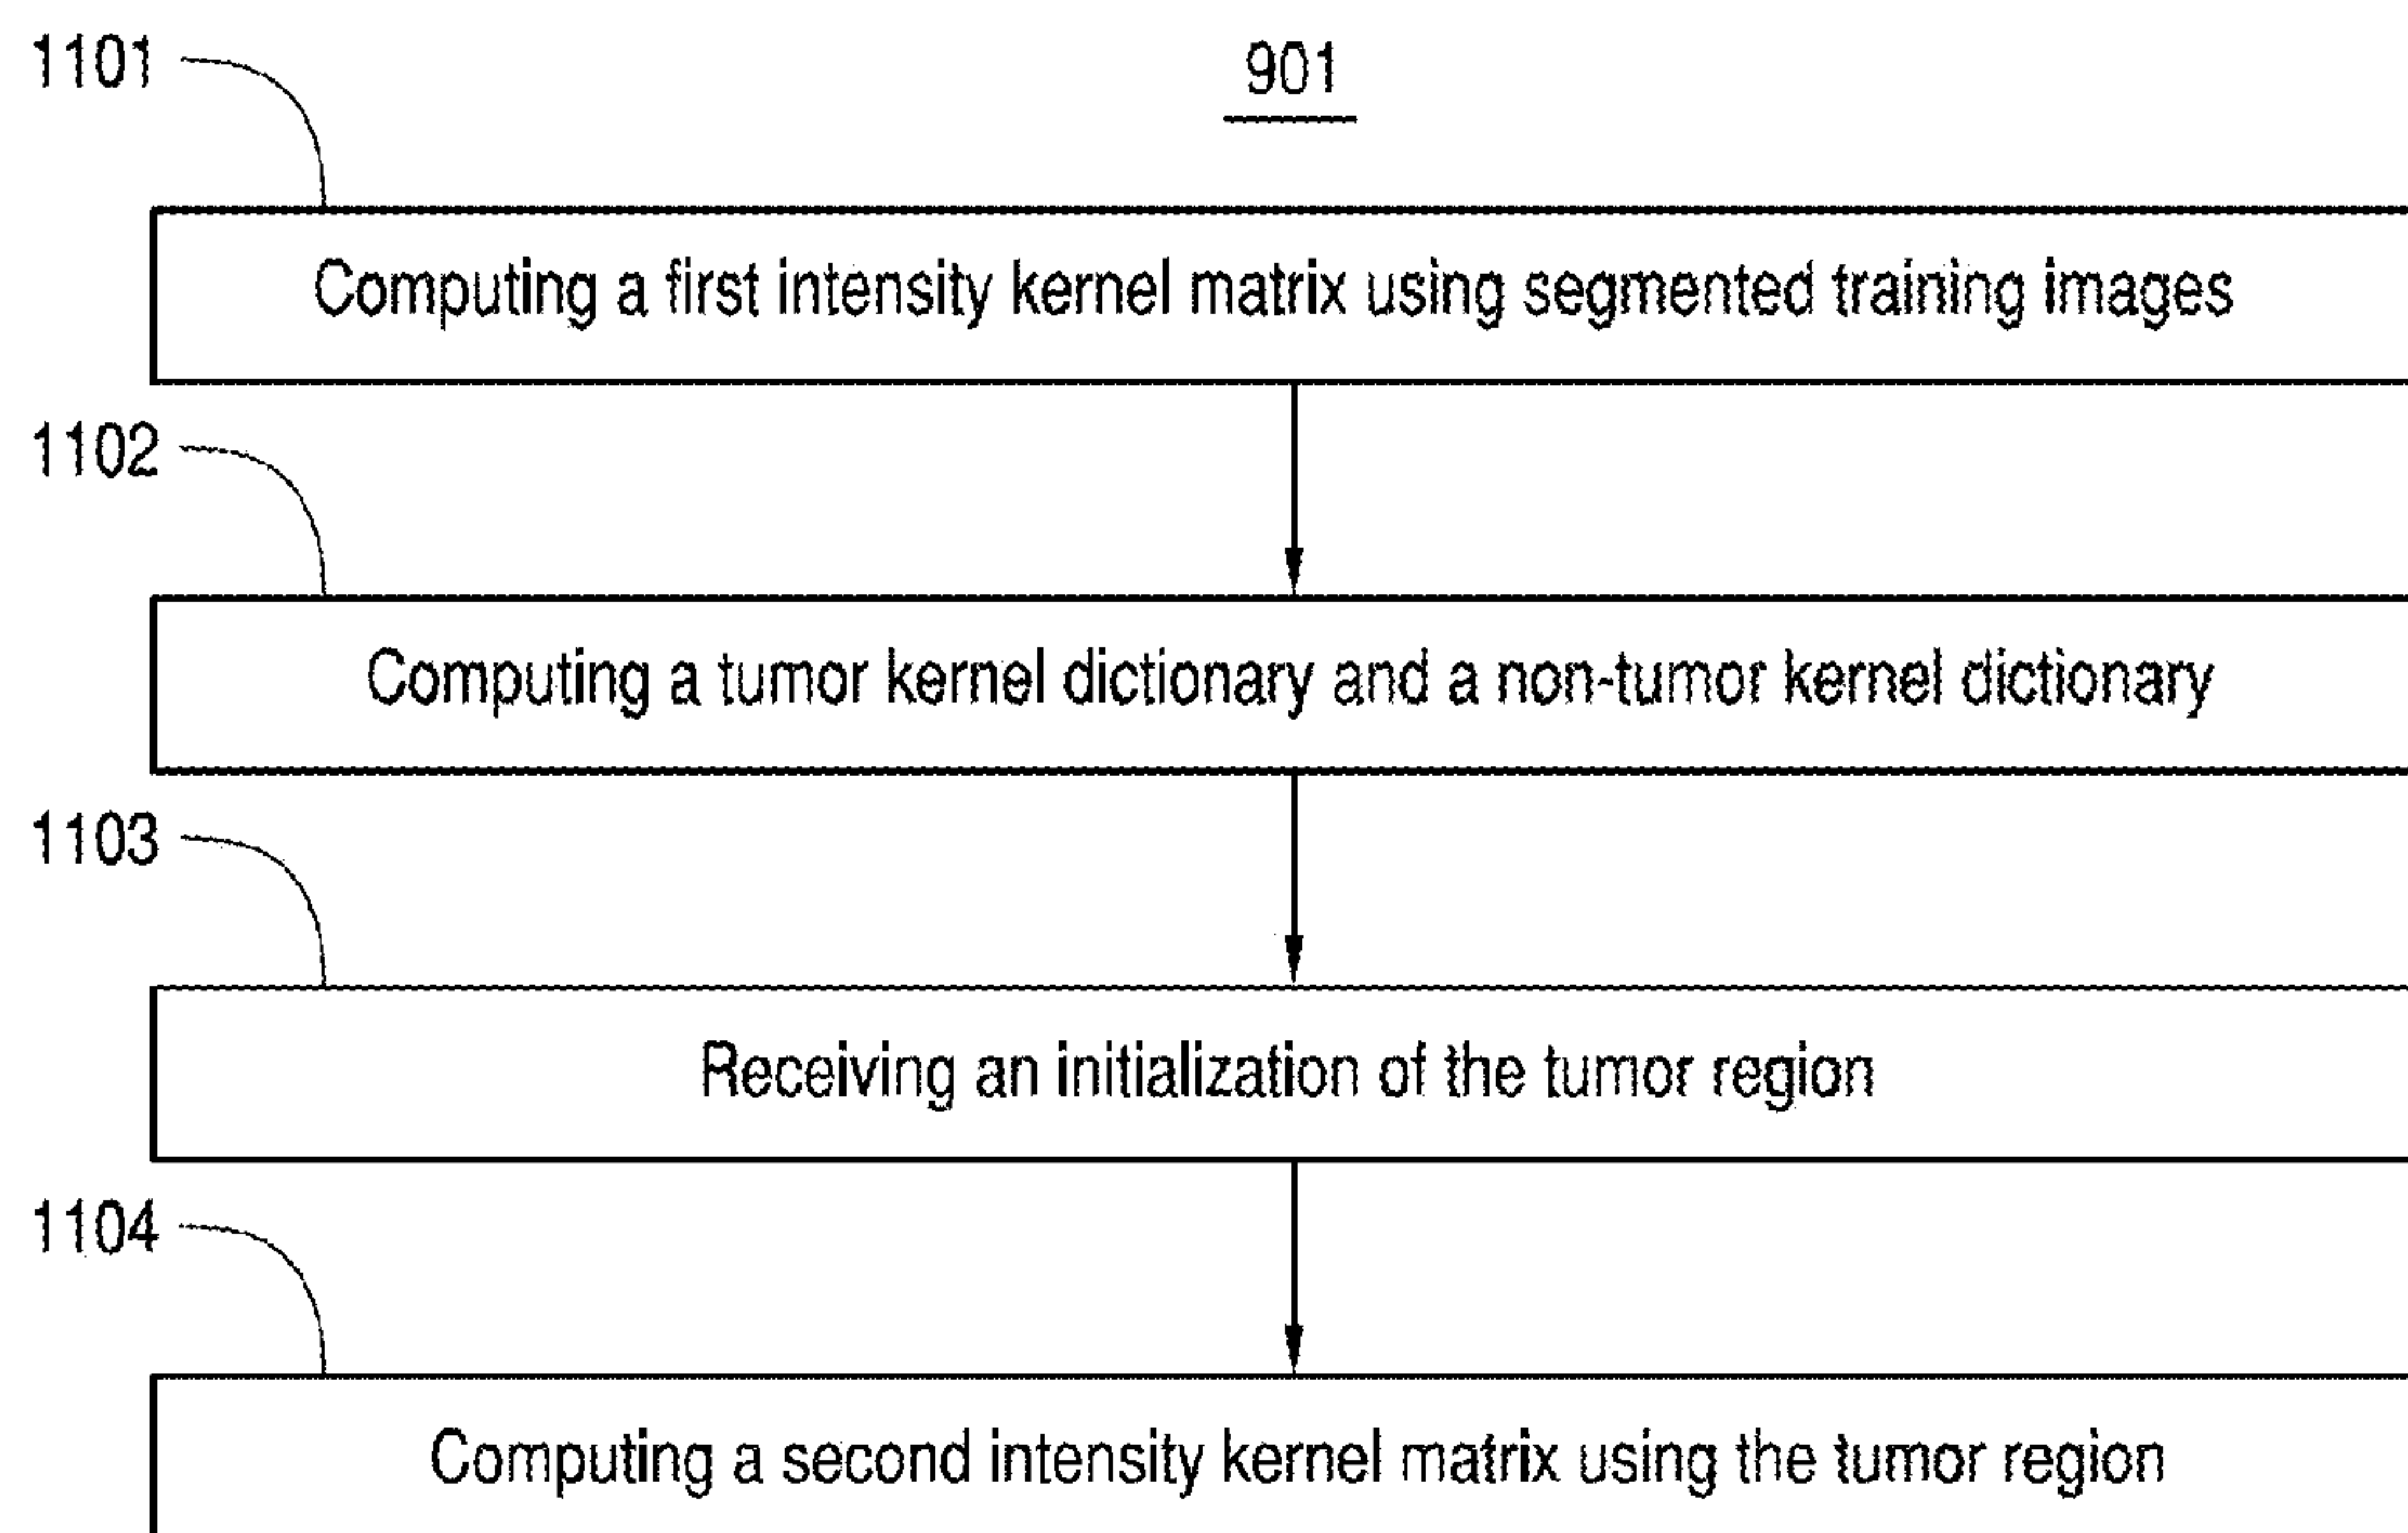 901
1101
Computing a first intensity kernel matrix using segmented training images
1102
Computing a tumor kernel dictionary and a non-tumor kernel dictionary
1103
Receiving an initialization of the tumor region
1104
Computing a second intensity kernel matrix using the tumor region